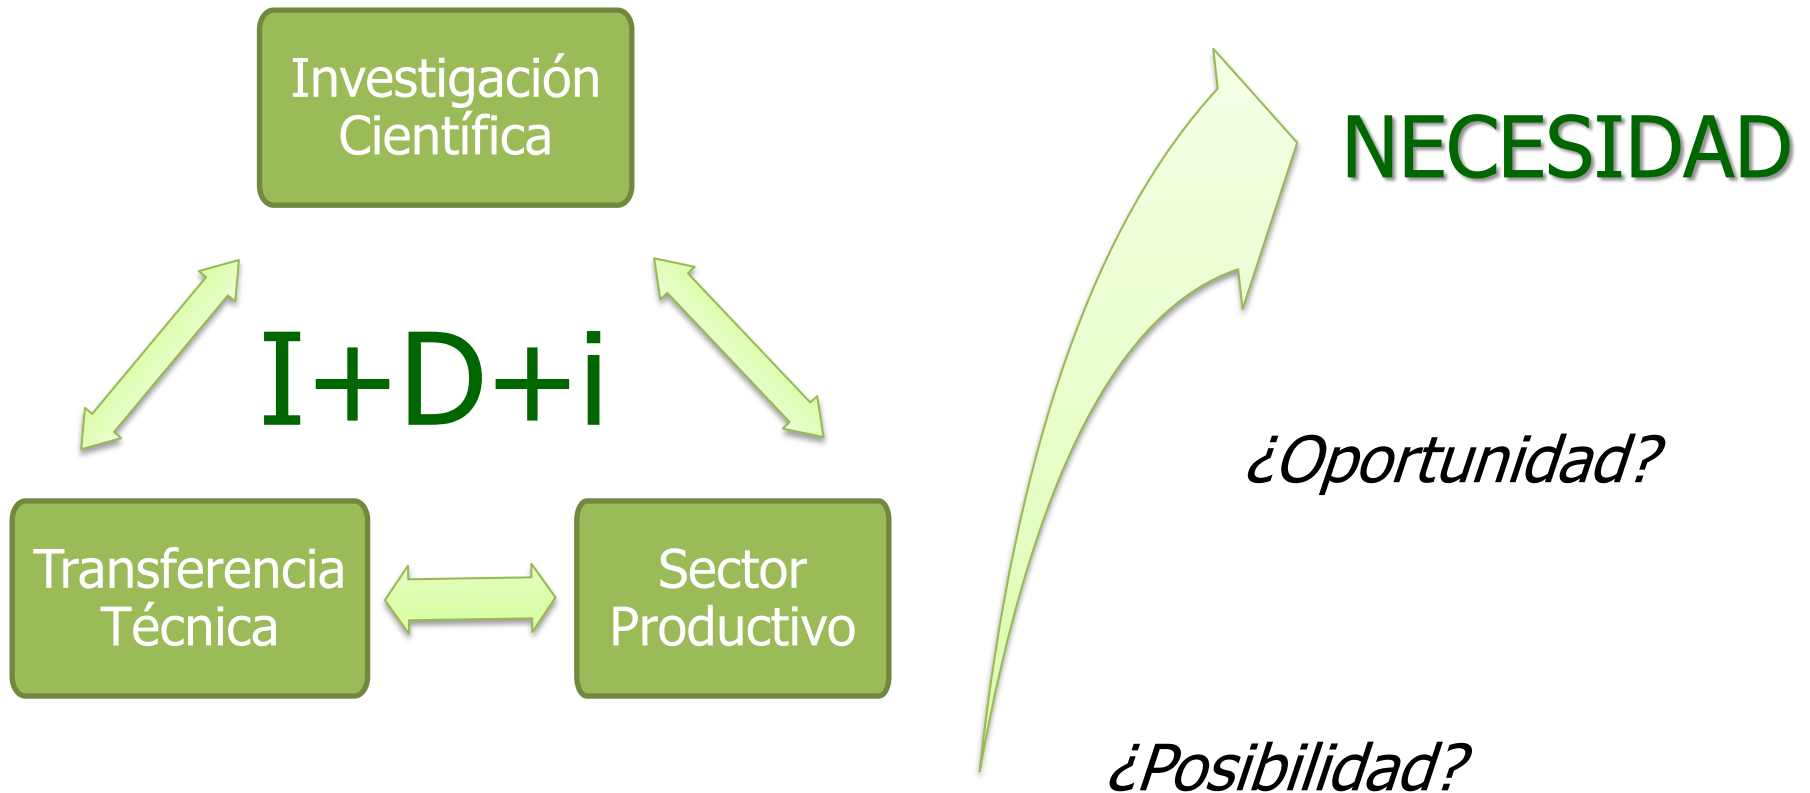 Investigación
Científica
I+D+i
Transferencia
Técnica
Sector
Productivo
NECESIDAD
¿Oportunidad?
¿Posibilidad?